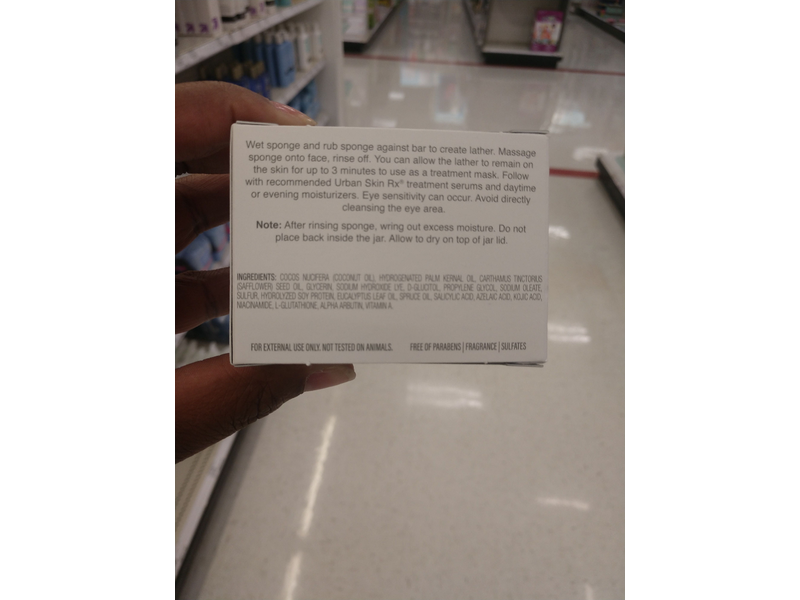 Wet sponge and rub sponge against bar to create lather. Massage
sponge onto face, rinse off. You can allow the lather to remain on
the skin for up to 3 minutes to use as a treatment mask. Follow
with recommended Urban Skin Rx® treatment serums and daytime
or evening moisturizers. Eye sensitivity can occur. Avoid directly
cleansing the eye area.
Note: After rinsing sponge, wring out excess moisture. Do not
place back inside the jar. Allow to dry on top of jar lid.
INGREDIENTS: COCOS NUCIFERA (COCONUT OIL), HYDROGENATED PALM KERNAL OIL, CARTHAMUS TINCTORIUS
(SAFFLOWER) SEED OIL, GLYCERIN, SODIUM HYDROXIDE LYE, D-GLUCITOL, PROPYLENE GLYCOL, SODIUM OLEATE,
SULFUR, HYDROLYZED SOY PROTEIN, EUCALYPTUS LEAF OIL, SPRUCE OIL, SALICYLIC ACID, AZELAIC ACID, KOJIC ACID,
NIACINAMIDE, L-GLUTATHIONE, ALPHA ARBUTIN, VITAMIN A.
FOR EXTERNAL USE ONLY. NOT TESTED ON ANIMALS. FREE OF PARABENS | FRAGRANCE | SULFATES